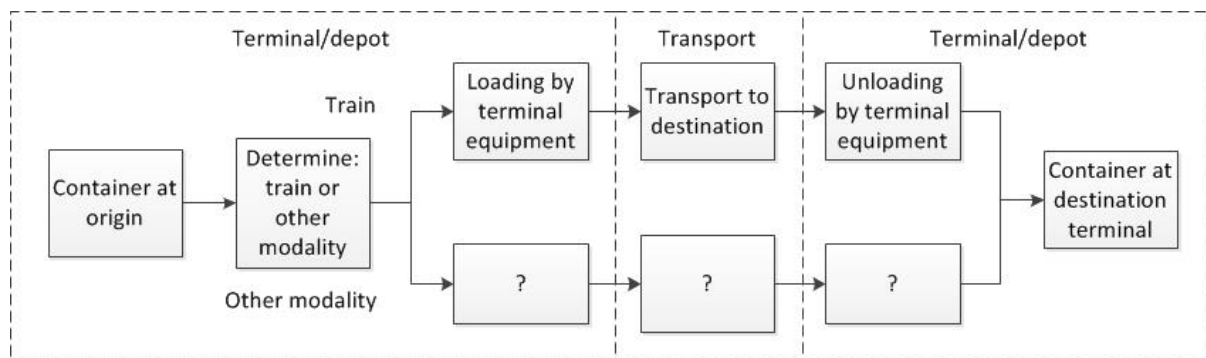 Terminal/depot
Transport
Terminal/depot
Train
Loading by
terminal
equipment
Transport to
destination
Unloading
by terminal
equipment
Container at
origin
Determine:
train or
other
modality
Container at
destination
terminal
Other modality
?
?
?